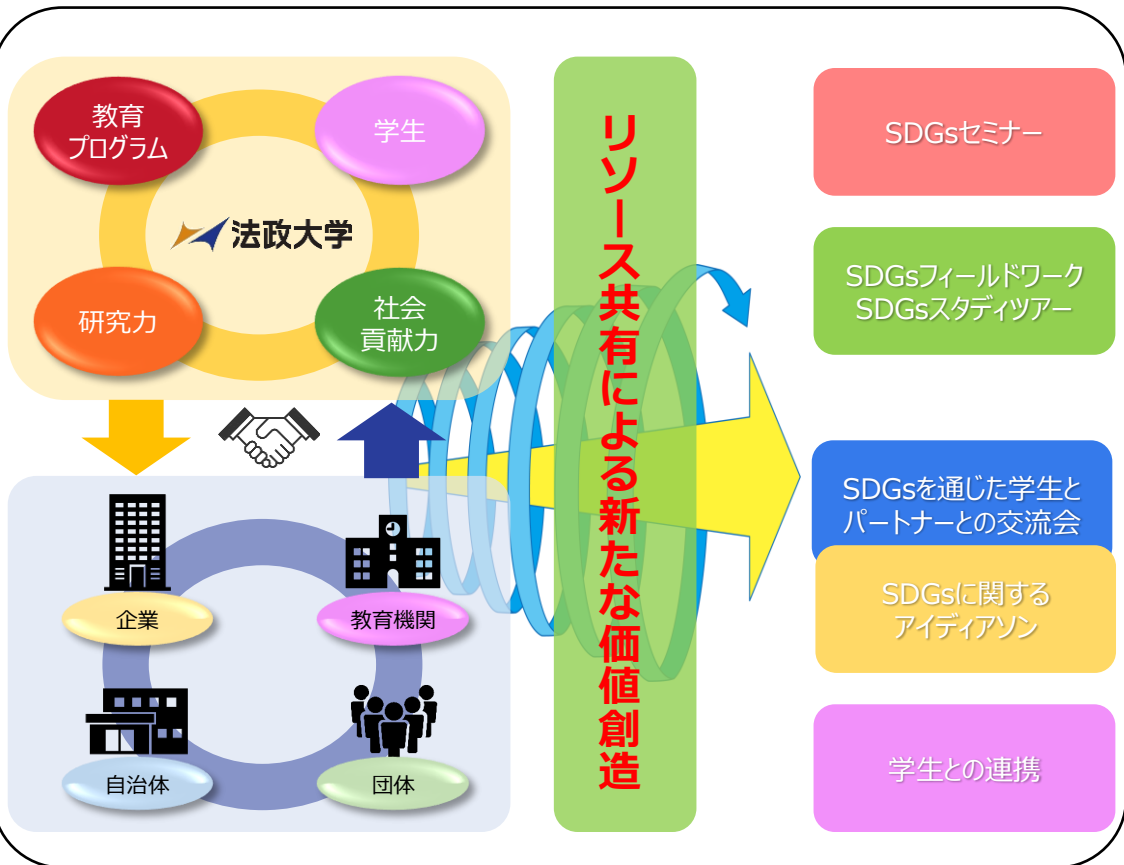 教育
プログラム
学生
法政大学
研究力
社会
貢献力
企業
教育機関
自治体
団体
リソース共有による新たな価値創造
SDGsセミナー
SDGsフィールドワーク
SDGsスタディツアー
SDGsを通じた学生と
パートナーとの交流会
SDGsに関する
アイディアソン
学生との連携